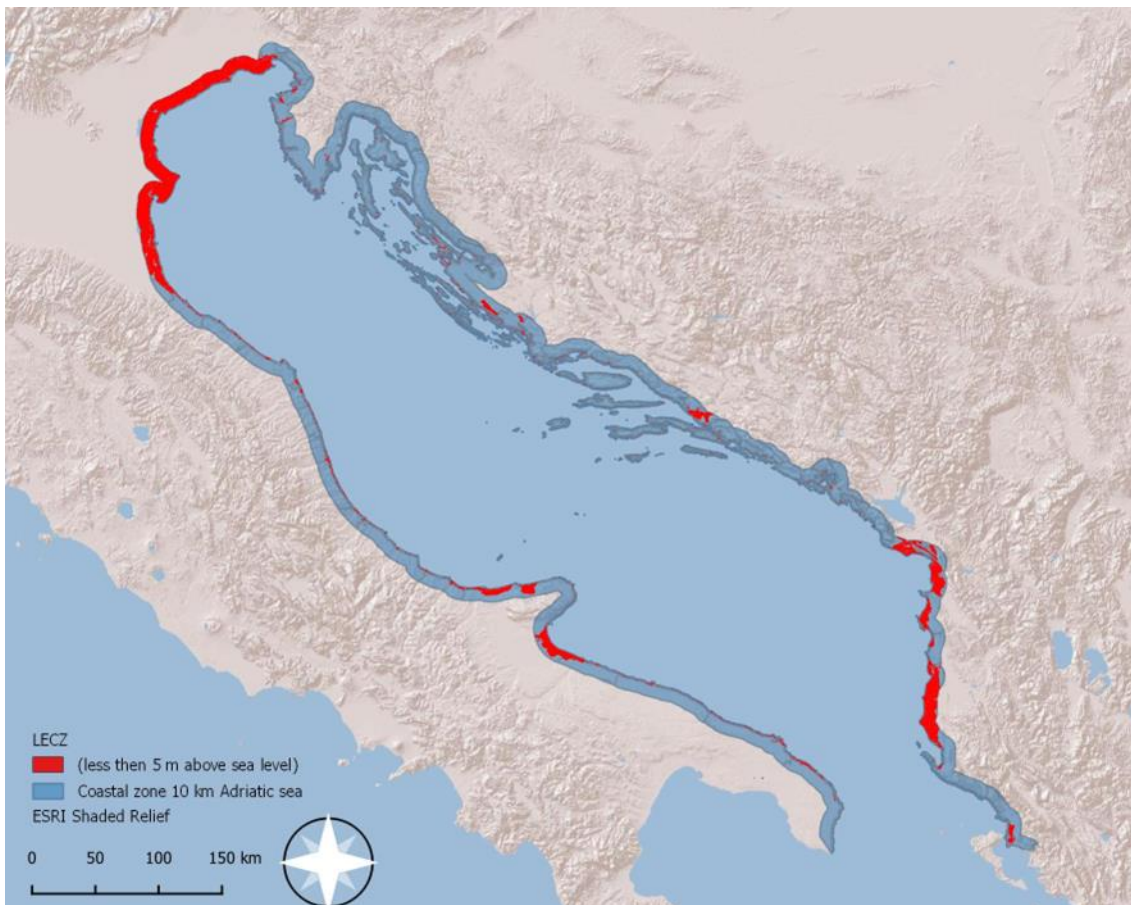 LECZ
(less then 5 m above sea level)
Coastal zone 10 km Adriatic sea
ESRI Shaded Relief
0 50 100 150 km